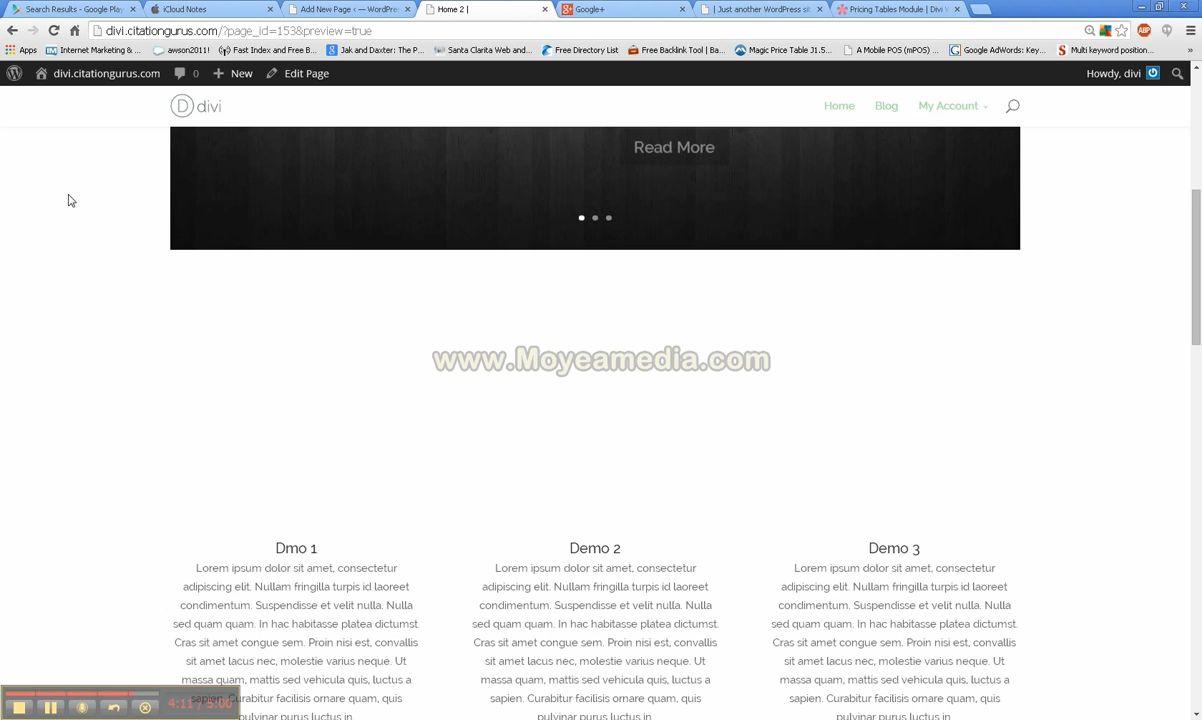 Search Results - Google Play
iCloud Notes
Add New Page < — WordPre
Home 2 |
Google+
| Just another WordPress sit
Pricing Tables Module | Divi W
divi.citationgurus.com/?page_id=153&preview=true
ABP
Apps
Internet Marketing & ...
awson2011!
Fast Index and Free B...
Jak and Daxter: The P...
Santa Clarita Web and...
Free Directory List
Free Backlink Tool | Ba...
Magic Price Table J1.5...
A Mobile POS (mPOS) ...
Google AdWords: Key...
Multi keyword position...
»
divi.citationgurus.com
0
New
Edit Page
Howdy, divi
D divi
Home
Blog
My Account
Read More
www.Moyeamedia.com
Dmo 1
Lorem ipsum dolor sit amet, consectetur
adipiscing elit. Nullam fringilla turpis id laoreet
condimentum. Suspendisse et velit nulla. Nulla
sed quam quam. In hac habitasse platea dictumst.
Cras sit amet congue sem. Proin nisi est, convallis
sit amet lacus nec, molestie varius neque. Ut
massa quam, mattis sed vehicula quis, luctus a
sapien. Curabitur facilisis ornare quam, quis
pulvinar purus luctus in.
Demo 2
Lorem ipsum dolor sit amet, consectetur
adipiscing elit. Nullam fringilla turpis id laoreet
condimentum. Suspendisse et velit nulla. Nulla
sed quam quam. In hac habitasse platea dictumst.
Cras sit amet congue sem. Proin nisi est, convallis
sit amet lacus nec, molestie varius neque. Ut
massa quam, mattis sed vehicula quis, luctus a
sapien. Curabitur facilisis ornare quam, quis
pulvinar purus luctus in.
Demo 3
Lorem ipsum dolor sit amet, consectetur
adipiscing elit. Nullam fringilla turpis id laoreet
condimentum. Suspendisse et velit nulla. Nulla
sed quam quam. In hac habitasse platea dictumst.
Cras sit amet congue sem. Proin nisi est, convallis
sit amet lacus nec, molestie varius neque. Ut
massa quam, mattis sed vehicula quis, luctus a
sapien. Curabitur facilisis ornare quam, quis
pulvinar purus luctus in.
4:11 / 5:00